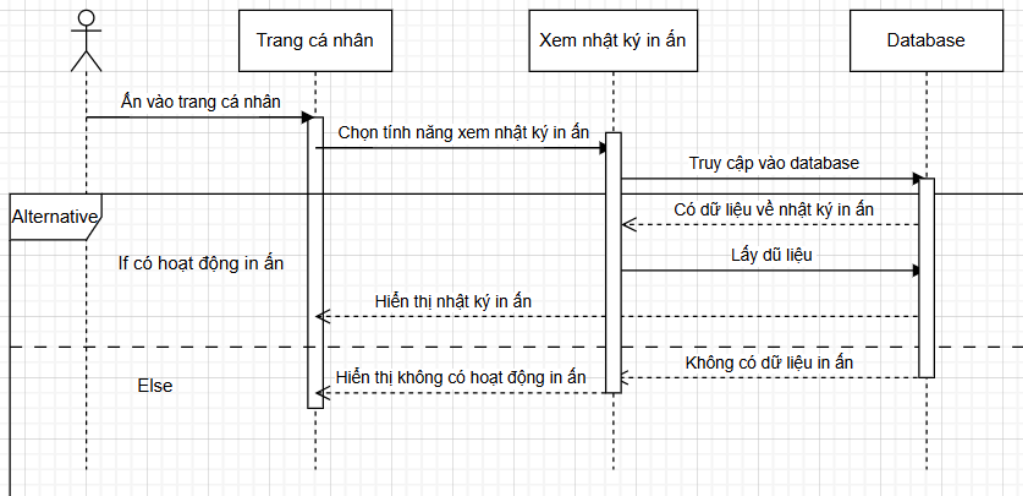 Trang cá nhân
Xem nhật ký in ấn
Database
Ấn vào trang cá nhân
Chọn tính năng xem nhật ký in ấn
Truy cập vào database
Alternative
Có dữ liệu về nhật ký in ấn
If có hoạt động in ấn
Lấy dũ liệu
Hiển thị nhật ký in ấn
Không có dữ liệu in ấn
Else
Hiển thị không có hoạt động in ấn